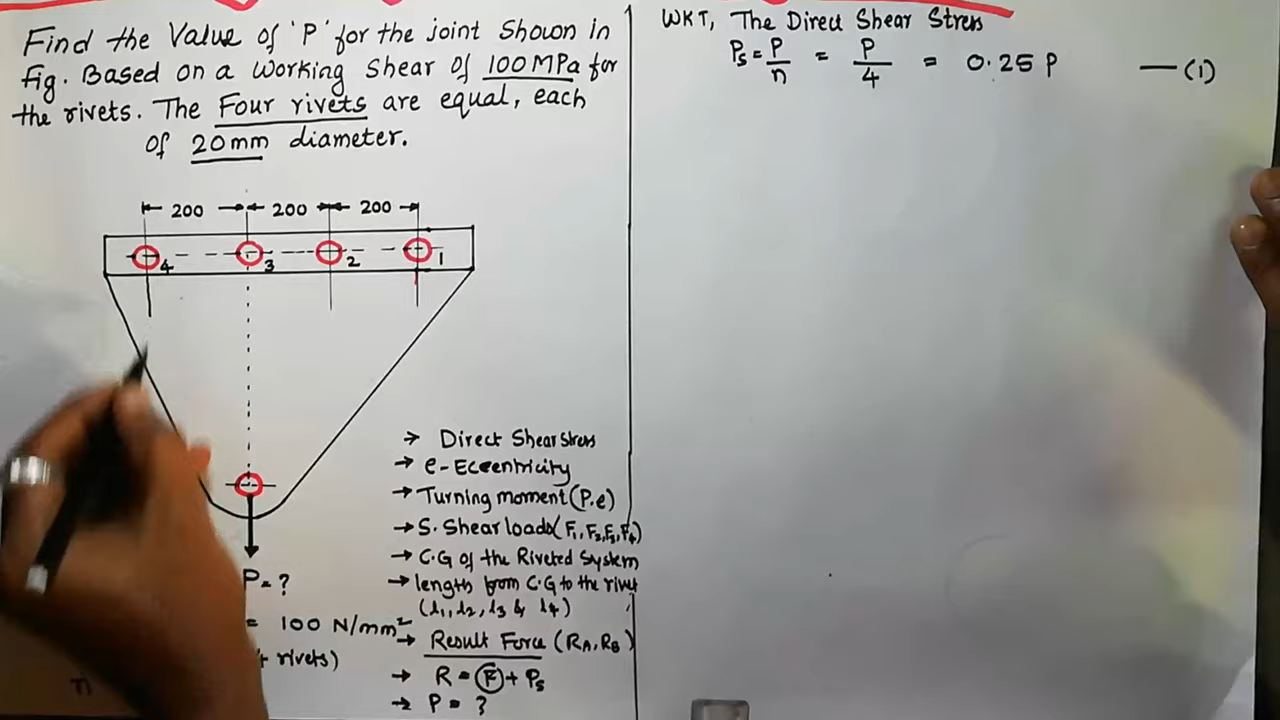 Find the Value of 'P' for the joint Shown in
fig. Based on a Working Shear of 100MPa for
the rivets. The Four rivets are equal, each
of 20mm diameter.
200 200 200
4 3 2 1
P = ?
= 100 N/mm²
rivets)
→ Direct Shear Stress
→ e - Eccentricity
→ Turning moment (P.e)
→ S. Shear loads (F1, F2, F3, F4)
→ C.G of the Riveted System
→ length from C.G to the rivet
(l1, l2, l3 & l4)
→ Result Force (RA, RB)
→ R = F + Ps
→ P = ?
WKT, The Direct Shear Stress
Ps = P/n = P/4 = 0.25 P — (1)